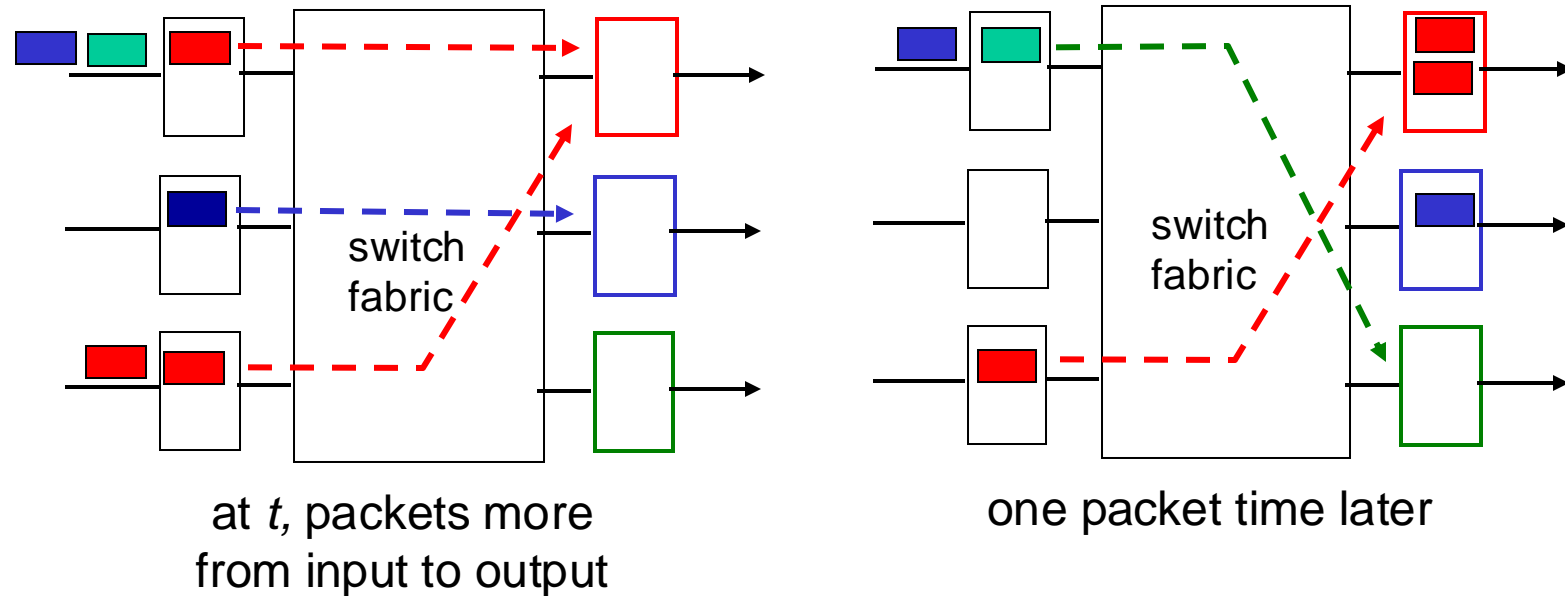 switch
fabric
at t, packets more
from input to output
switch
fabric
one packet time later